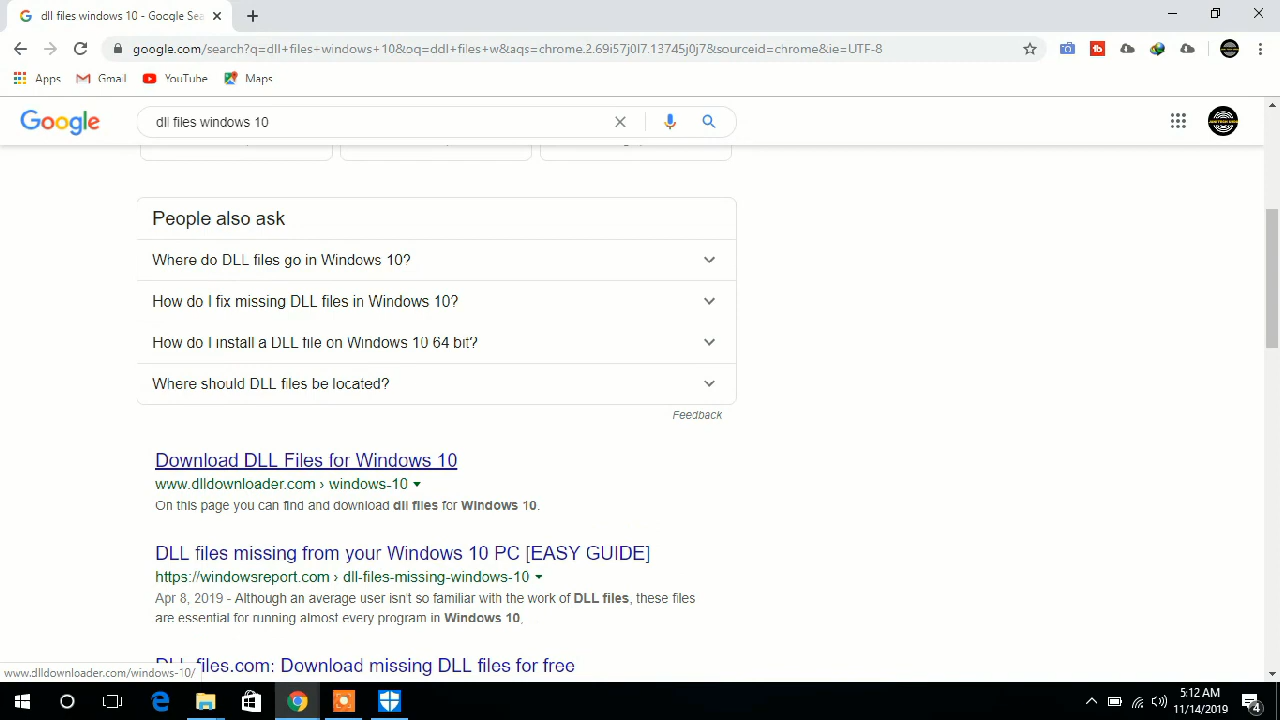 dll files windows 10 - Google Sea
google.com/search?q=dll+files+windows+10&oq=ddl+files+w&aqs=chrome.2.69i57j0l7.13745j0j7&sourceid=chrome&ie=UTF-8
Apps Gmail YouTube Maps
Google
dll files windows 10
People also ask
Where do DLL files go in Windows 10?
How do I fix missing DLL files in Windows 10?
How do I install a DLL file on Windows 10 64 bit?
Where should DLL files be located?
Feedback
Download DLL Files for Windows 10
www.dlldownloader.com › windows-10
On this page you can find and download dll files for Windows 10.
DLL files missing from your Windows 10 PC [EASY GUIDE]
https://windowsreport.com › dll-files-missing-windows-10
Apr 8, 2019 - Although an average user isn't so familiar with the work of DLL files, these files
are essential for running almost every program in Windows 10,
DLL files.com: Download missing DLL files for free
www.dlldownloader.com/windows-10/
5:12 AM
11/14/2019
4